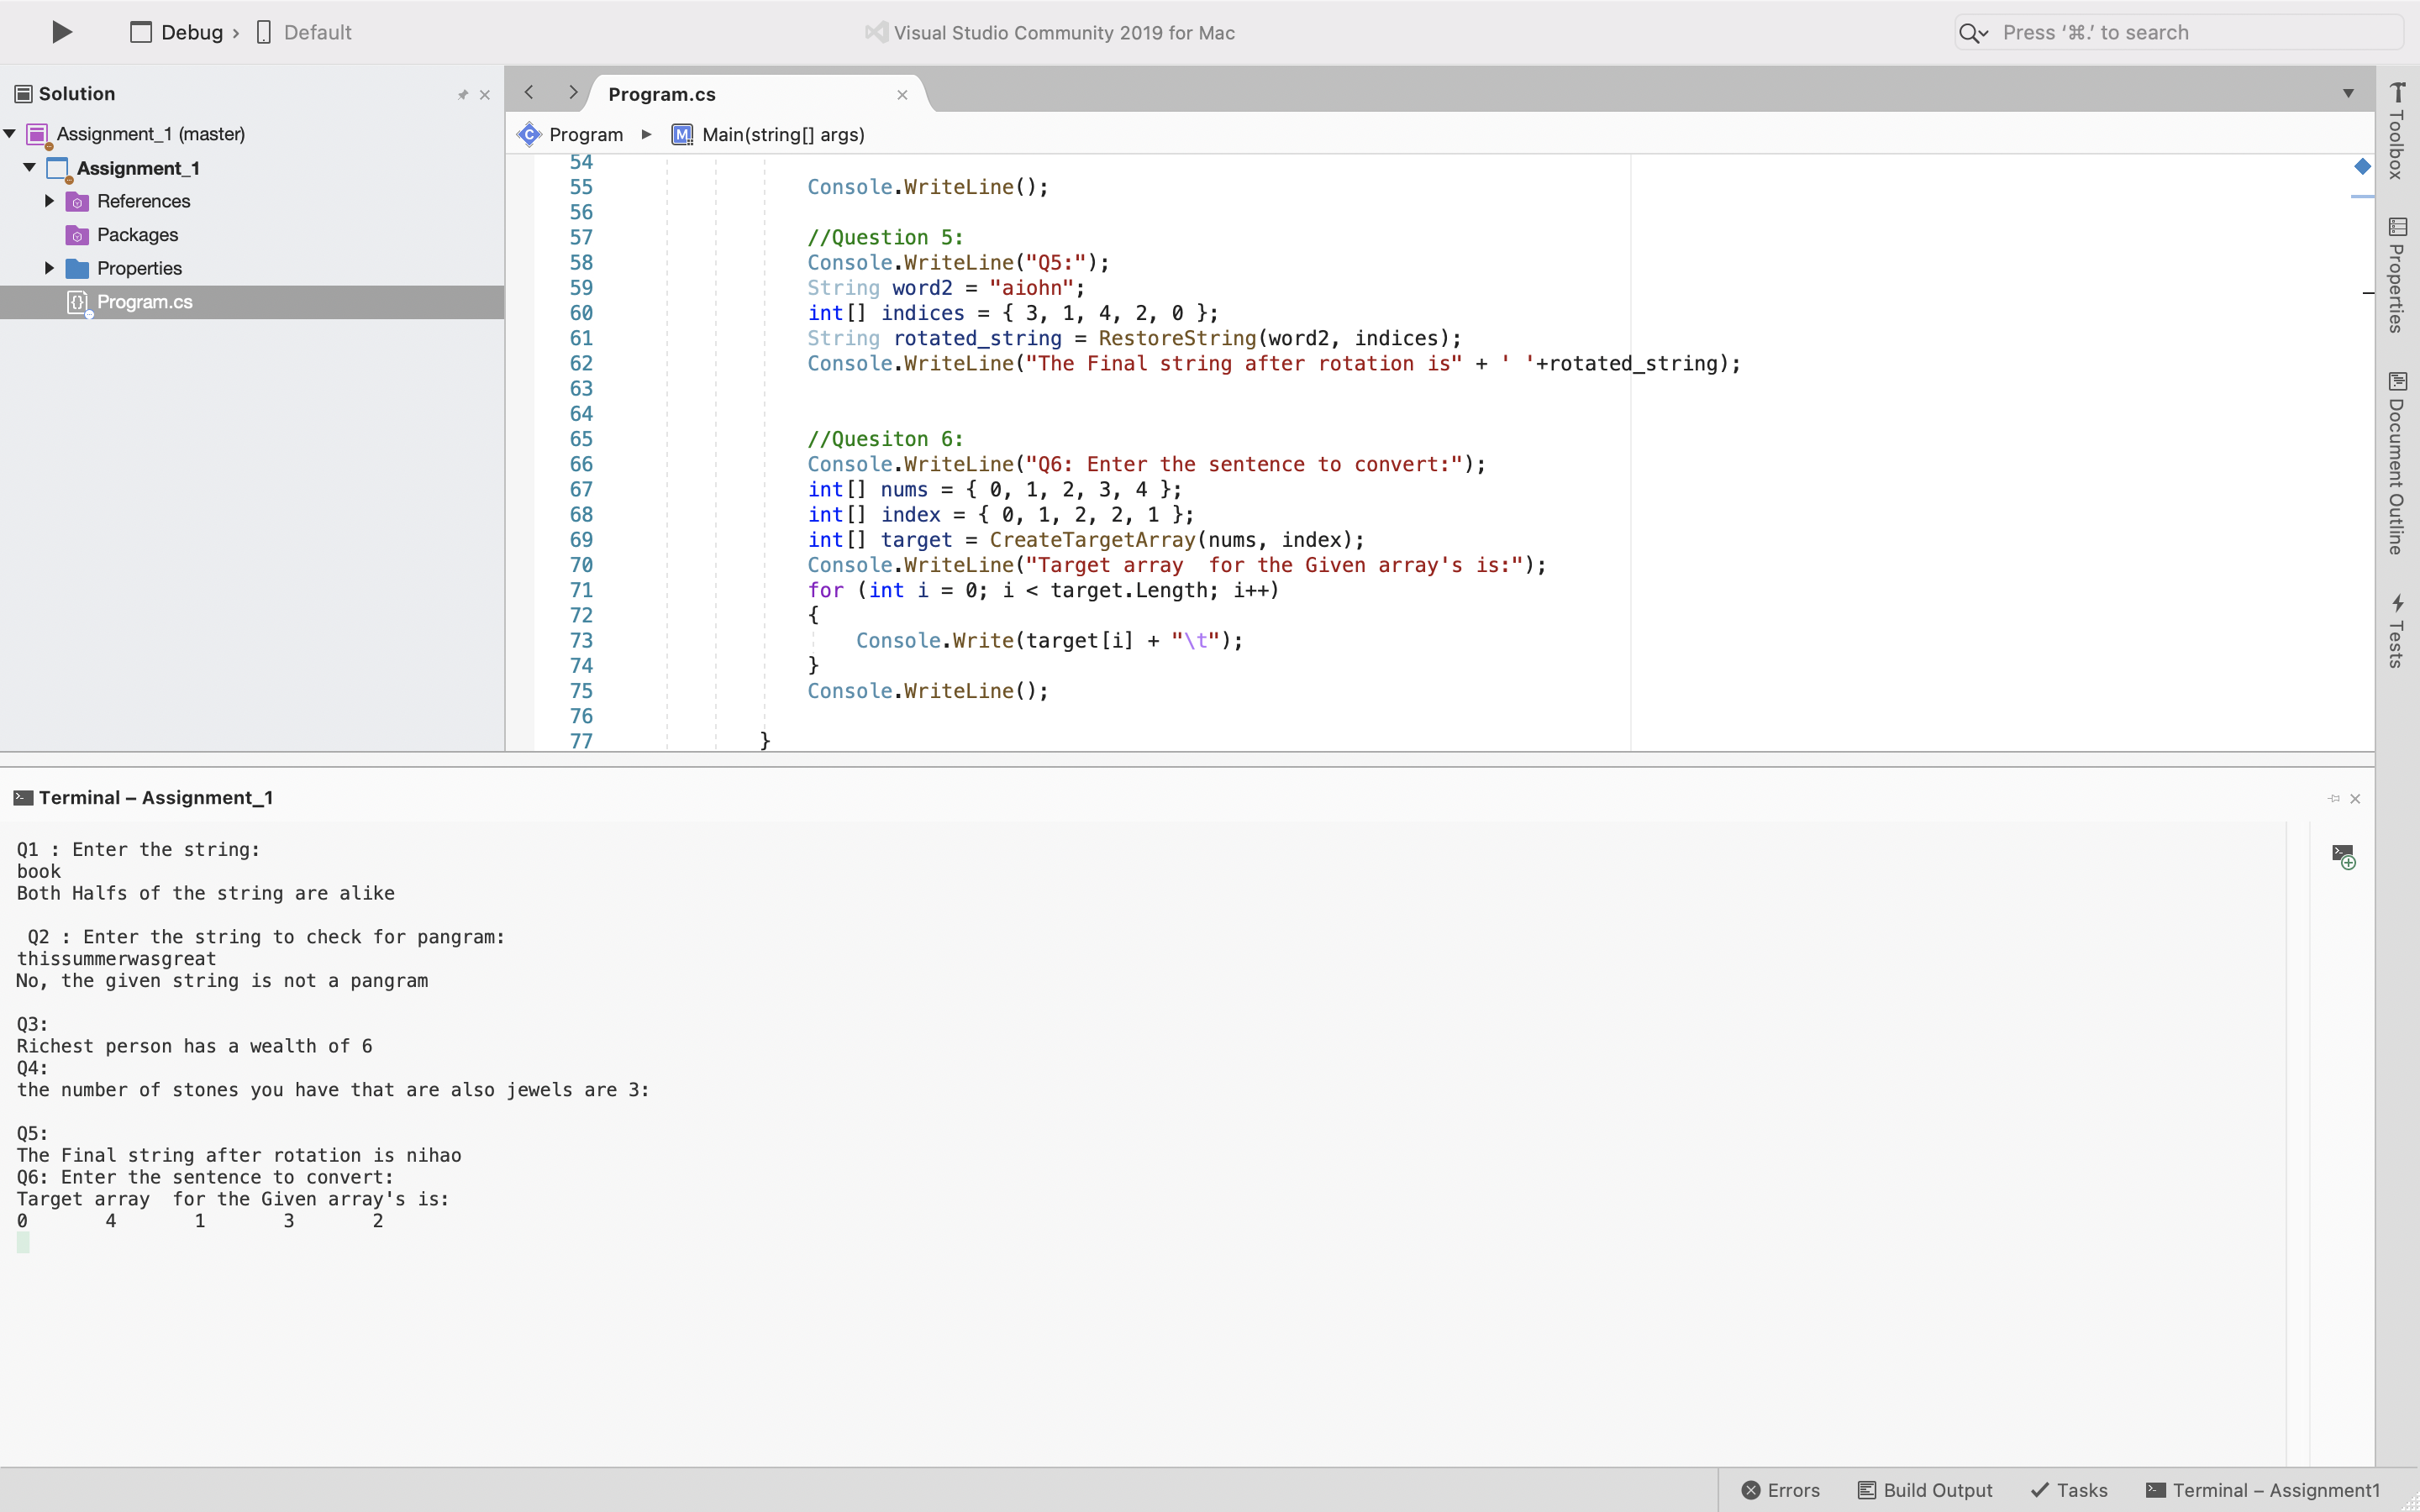 Debug › Default
Visual Studio Community 2019 for Mac
Press ‘⌘.’ to search
Solution
Assignment_1 (master)
Assignment_1
References
Packages
Properties
Program.cs
Program.cs
Program ▸ Main(string[] args)
54
55 Console.WriteLine();
56
57 //Question 5:
58 Console.WriteLine("Q5:");
59 String word2 = "aiohn";
60 int[] indices = { 3, 1, 4, 2, 0 };
61 String rotated_string = RestoreString(word2, indices);
62 Console.WriteLine("The Final string after rotation is" + ' '+rotated_string);
63
64
65 //Quesiton 6:
66 Console.WriteLine("Q6: Enter the sentence to convert:");
67 int[] nums = { 0, 1, 2, 3, 4 };
68 int[] index = { 0, 1, 2, 2, 1 };
69 int[] target = CreateTargetArray(nums, index);
70 Console.WriteLine("Target array  for the Given array's is:");
71 for (int i = 0; i < target.Length; i++)
72 {
73 Console.Write(target[i] + "\t");
74 }
75 Console.WriteLine();
76
77 }
Toolbox
Properties
Document Outline
Tests
Terminal – Assignment_1
Q1 : Enter the string:
book
Both Halfs of the string are alike
Q2 : Enter the string to check for pangram:
thissummerwasgreat
No, the given string is not a pangram
Q3:
Richest person has a wealth of 6
Q4:
the number of stones you have that are also jewels are 3:
Q5:
The Final string after rotation is nihao
Q6: Enter the sentence to convert:
Target array  for the Given array's is:
0 4 1 3 2
Errors
Build Output
Tasks
Terminal – Assignment1